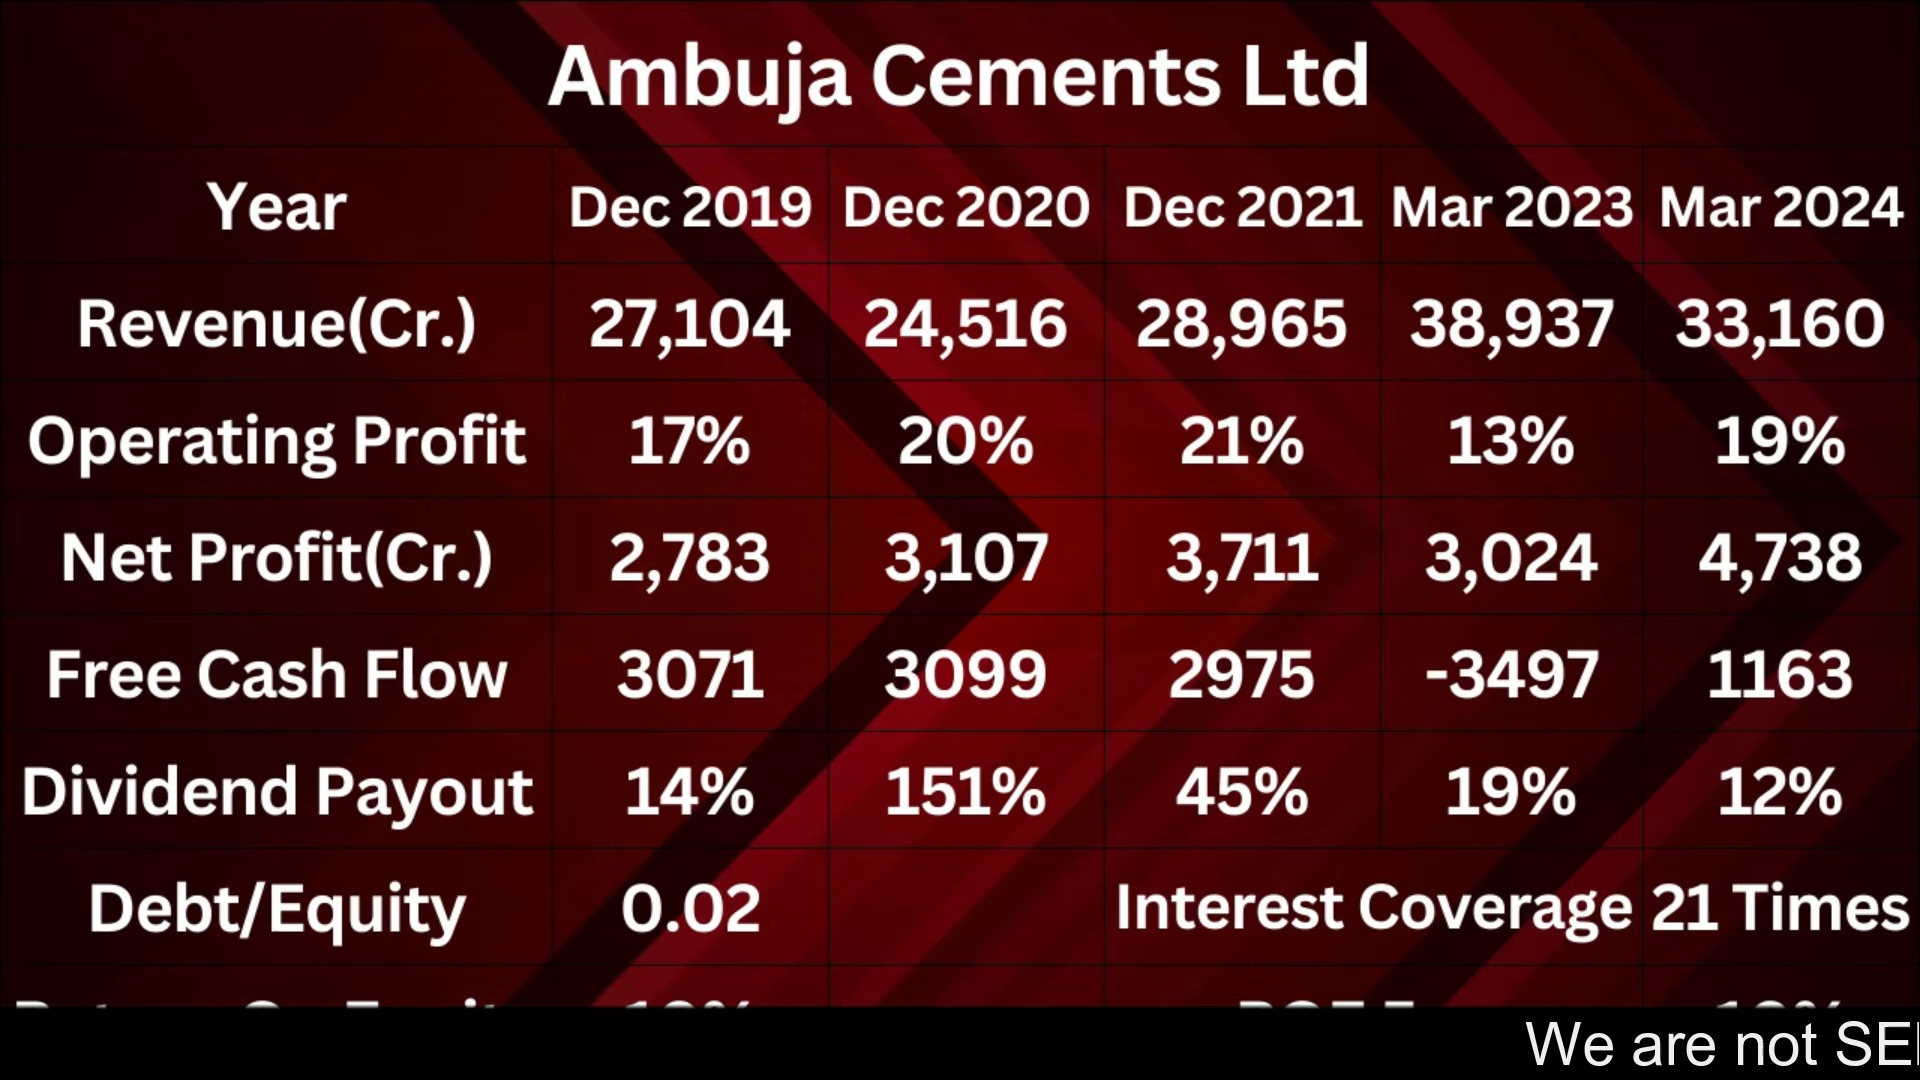 Ambuja Cements Ltd
Year Dec 2019 Dec 2020 Dec 2021 Mar 2023 Mar 2024
Revenue(Cr.) 27,104 24,516 28,965 38,937 33,160
Operating Profit 17% 20% 21% 13% 19%
Net Profit(Cr.) 2,783 3,107 3,711 3,024 4,738
Free Cash Flow 3071 3099 2975 -3497 1163
Dividend Payout 14% 151% 45% 19% 12%
Debt/Equity 0.02 Interest Coverage 21 Times
We are not